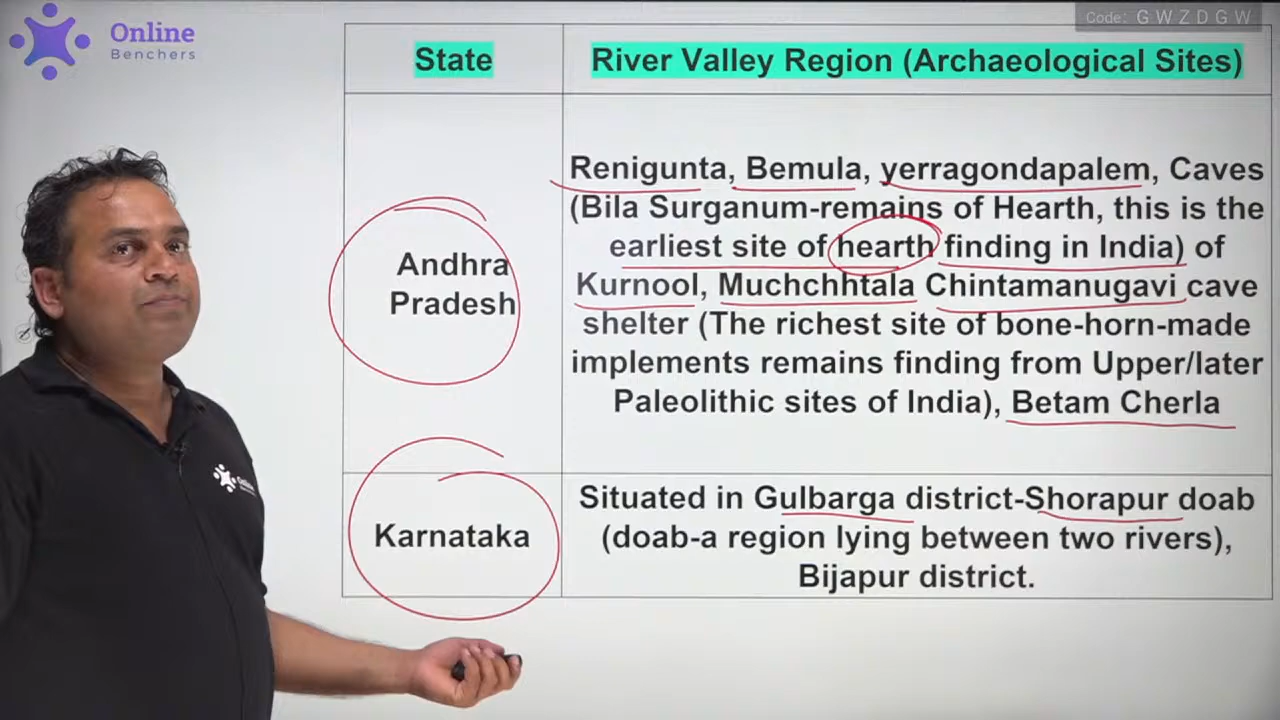 Online
Benchers
Code: G W Z D G W
State
River Valley Region (Archaeological Sites)
Andhra
Pradesh
Renigunta, Bemula, yerragondapalem, Caves
(Bila Surganum-remains of Hearth, this is the
earliest site of hearth finding in India) of
Kurnool, Muchchhtala Chintamanugavi cave
shelter (The richest site of bone-horn-made
implements remains finding from Upper/later
Paleolithic sites of India), Betam Cherla
Karnataka
Situated in Gulbarga district-Shorapur doab
(doab-a region lying between two rivers),
Bijapur district.
Online